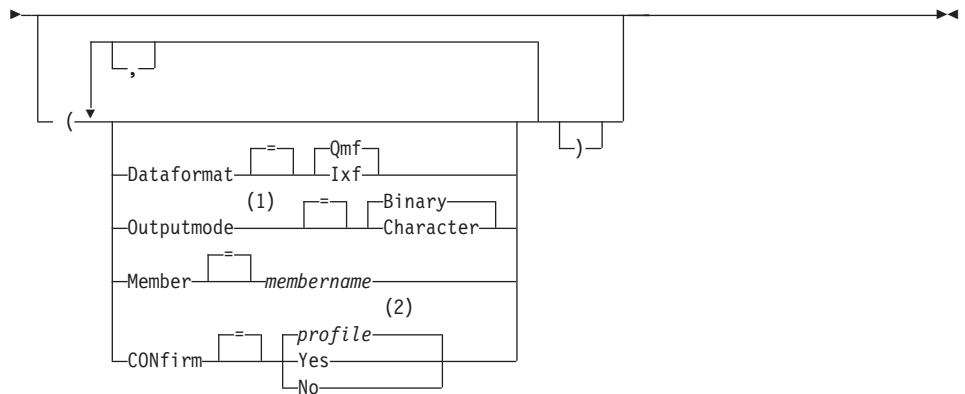 ,
(
)
= Qmf
Dataformat Ixf
(1) = Binary
Outputmode Character
=
Member membername
(2)
= profile
CONfirm Yes
No